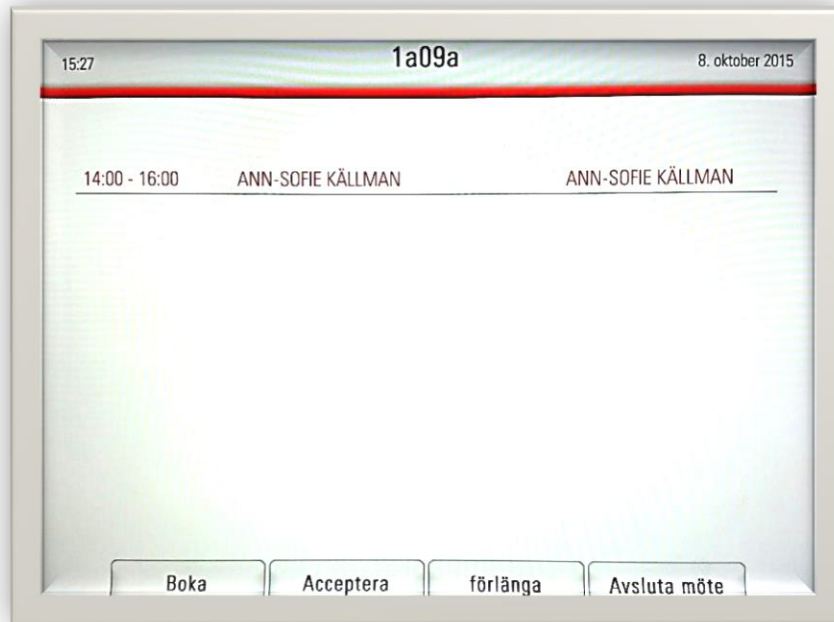 15:27 1a09a 8. oktober 2015
14:00 - 16:00 ANN-SOFIE KÄLLMAN ANN-SOFIE KÄLLMAN
Boka Acceptera förlänga Avsluta möte